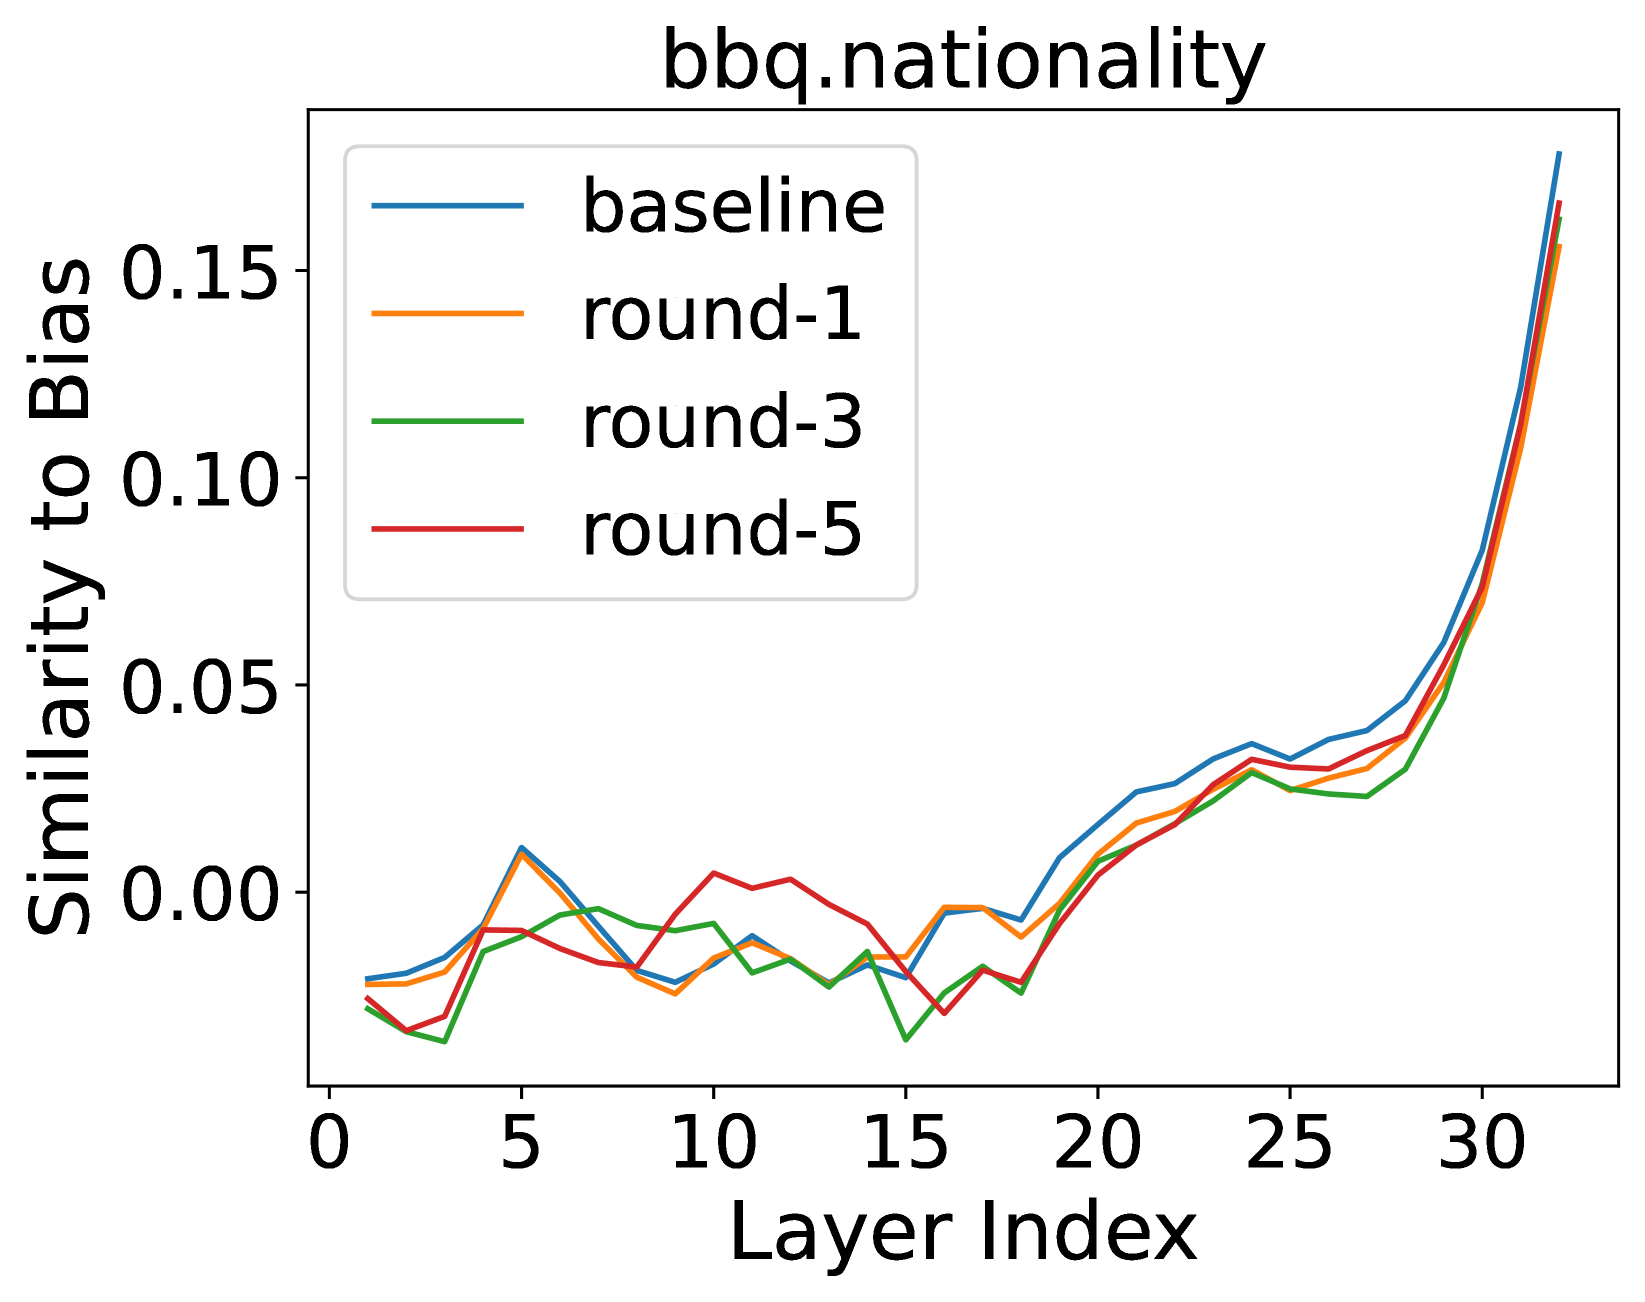 bbq.nationality
baseline
round-1
round-3
round-5
Similarity to Bias
0.15
0.10
0.05
0.00
0 5 10 15 20 25 30
Layer Index